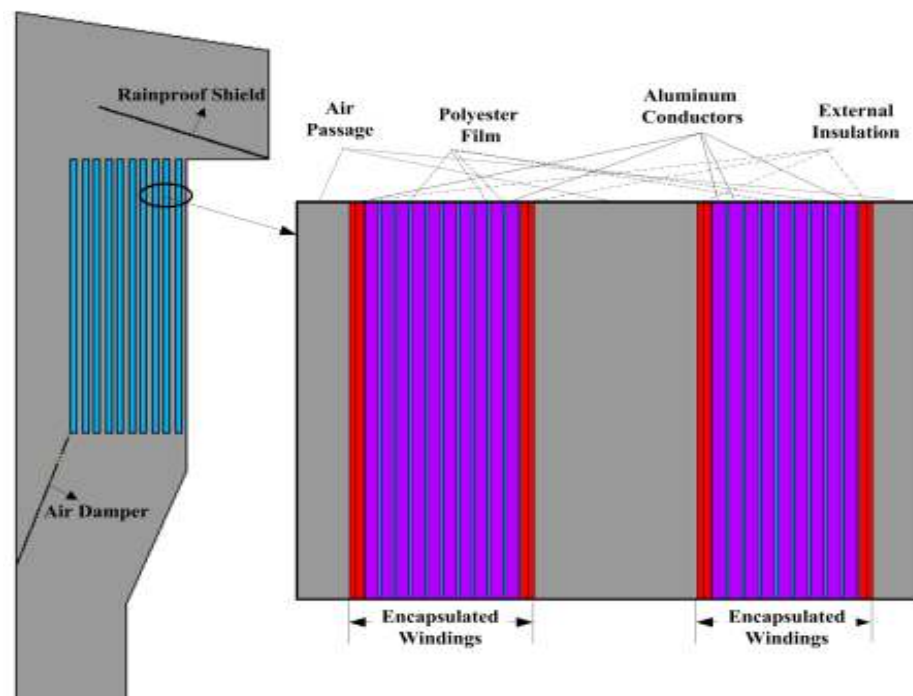 Rainproof Shield
Air
Passage
Polyester
Film
Aluminum
Conductors
External
Insulation
Air Damper
Encapsulated
Windings
Encapsulated
Windings